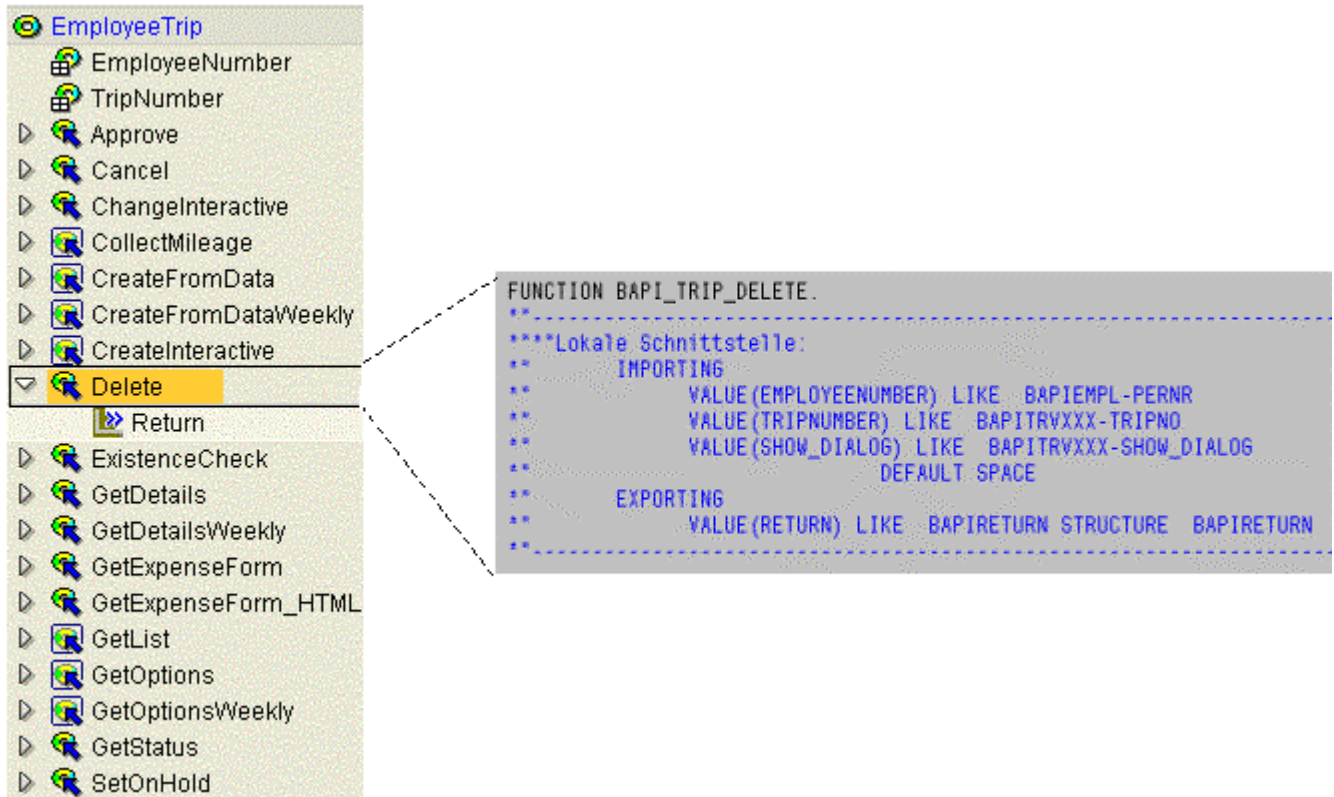 EmployeeTrip
EmployeeNumber
TripNumber
Approve
Cancel
ChangeInteractive
CollectMileage
CreateFromData
CreateFromDataWeekly
CreateInteractive
Delete
Return
ExistenceCheck
GetDetails
GetDetailsWeekly
GetExpenseForm
GetExpenseForm_HTML
GetList
GetOptions
GetOptionsWeekly
GetStatus
SetOnHold
FUNCTION BAPI_TRIP_DELETE.
**---------------------------------------------------------------
****Lokale Schnittstelle:
** IMPORTING
** VALUE(EMPLOYEENUMBER) LIKE BAPIEMPL-PERNR
** VALUE(TRIPNUMBER) LIKE BAPITRVXXX-TRIPNO
** VALUE(SHOW_DIALOG) LIKE BAPITRVXXX-SHOW_DIALOG
** DEFAULT SPACE
** EXPORTING
** VALUE(RETURN) LIKE BAPIRETURN STRUCTURE BAPIRETURN
**---------------------------------------------------------------